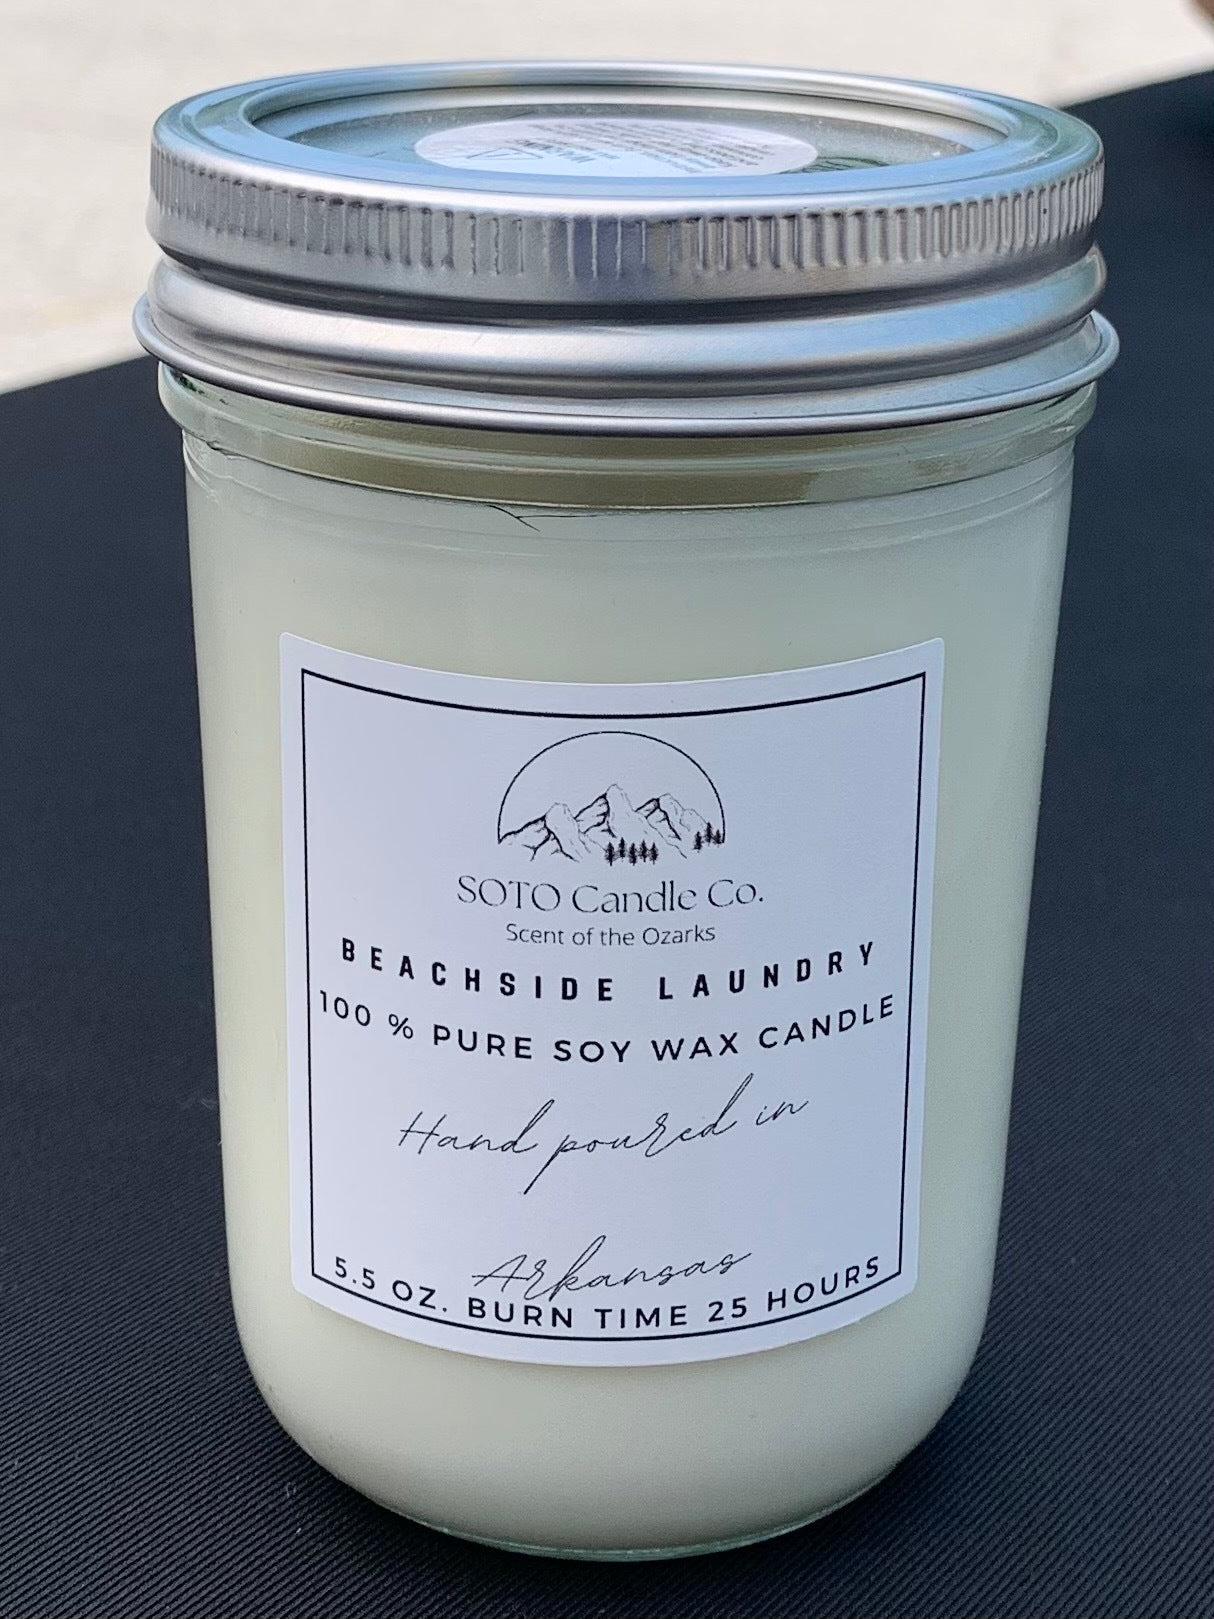 SOTO Candle Co.
Scent of the Ozarks
BEACHSIDE LAUNDRY
100 % PURE SOY WAX CANDLE
Hand poured in
Arkansas
5.5 OZ. BURN TIME 25 HOURS